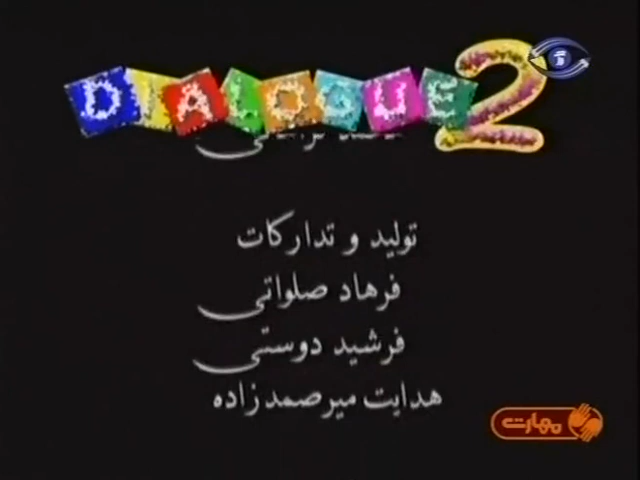 DIALOGUE 2
تولید و تدارکات
فرهاد صلواتی
فرشید دوستی
هدایت میرصمدزاده
مهارت